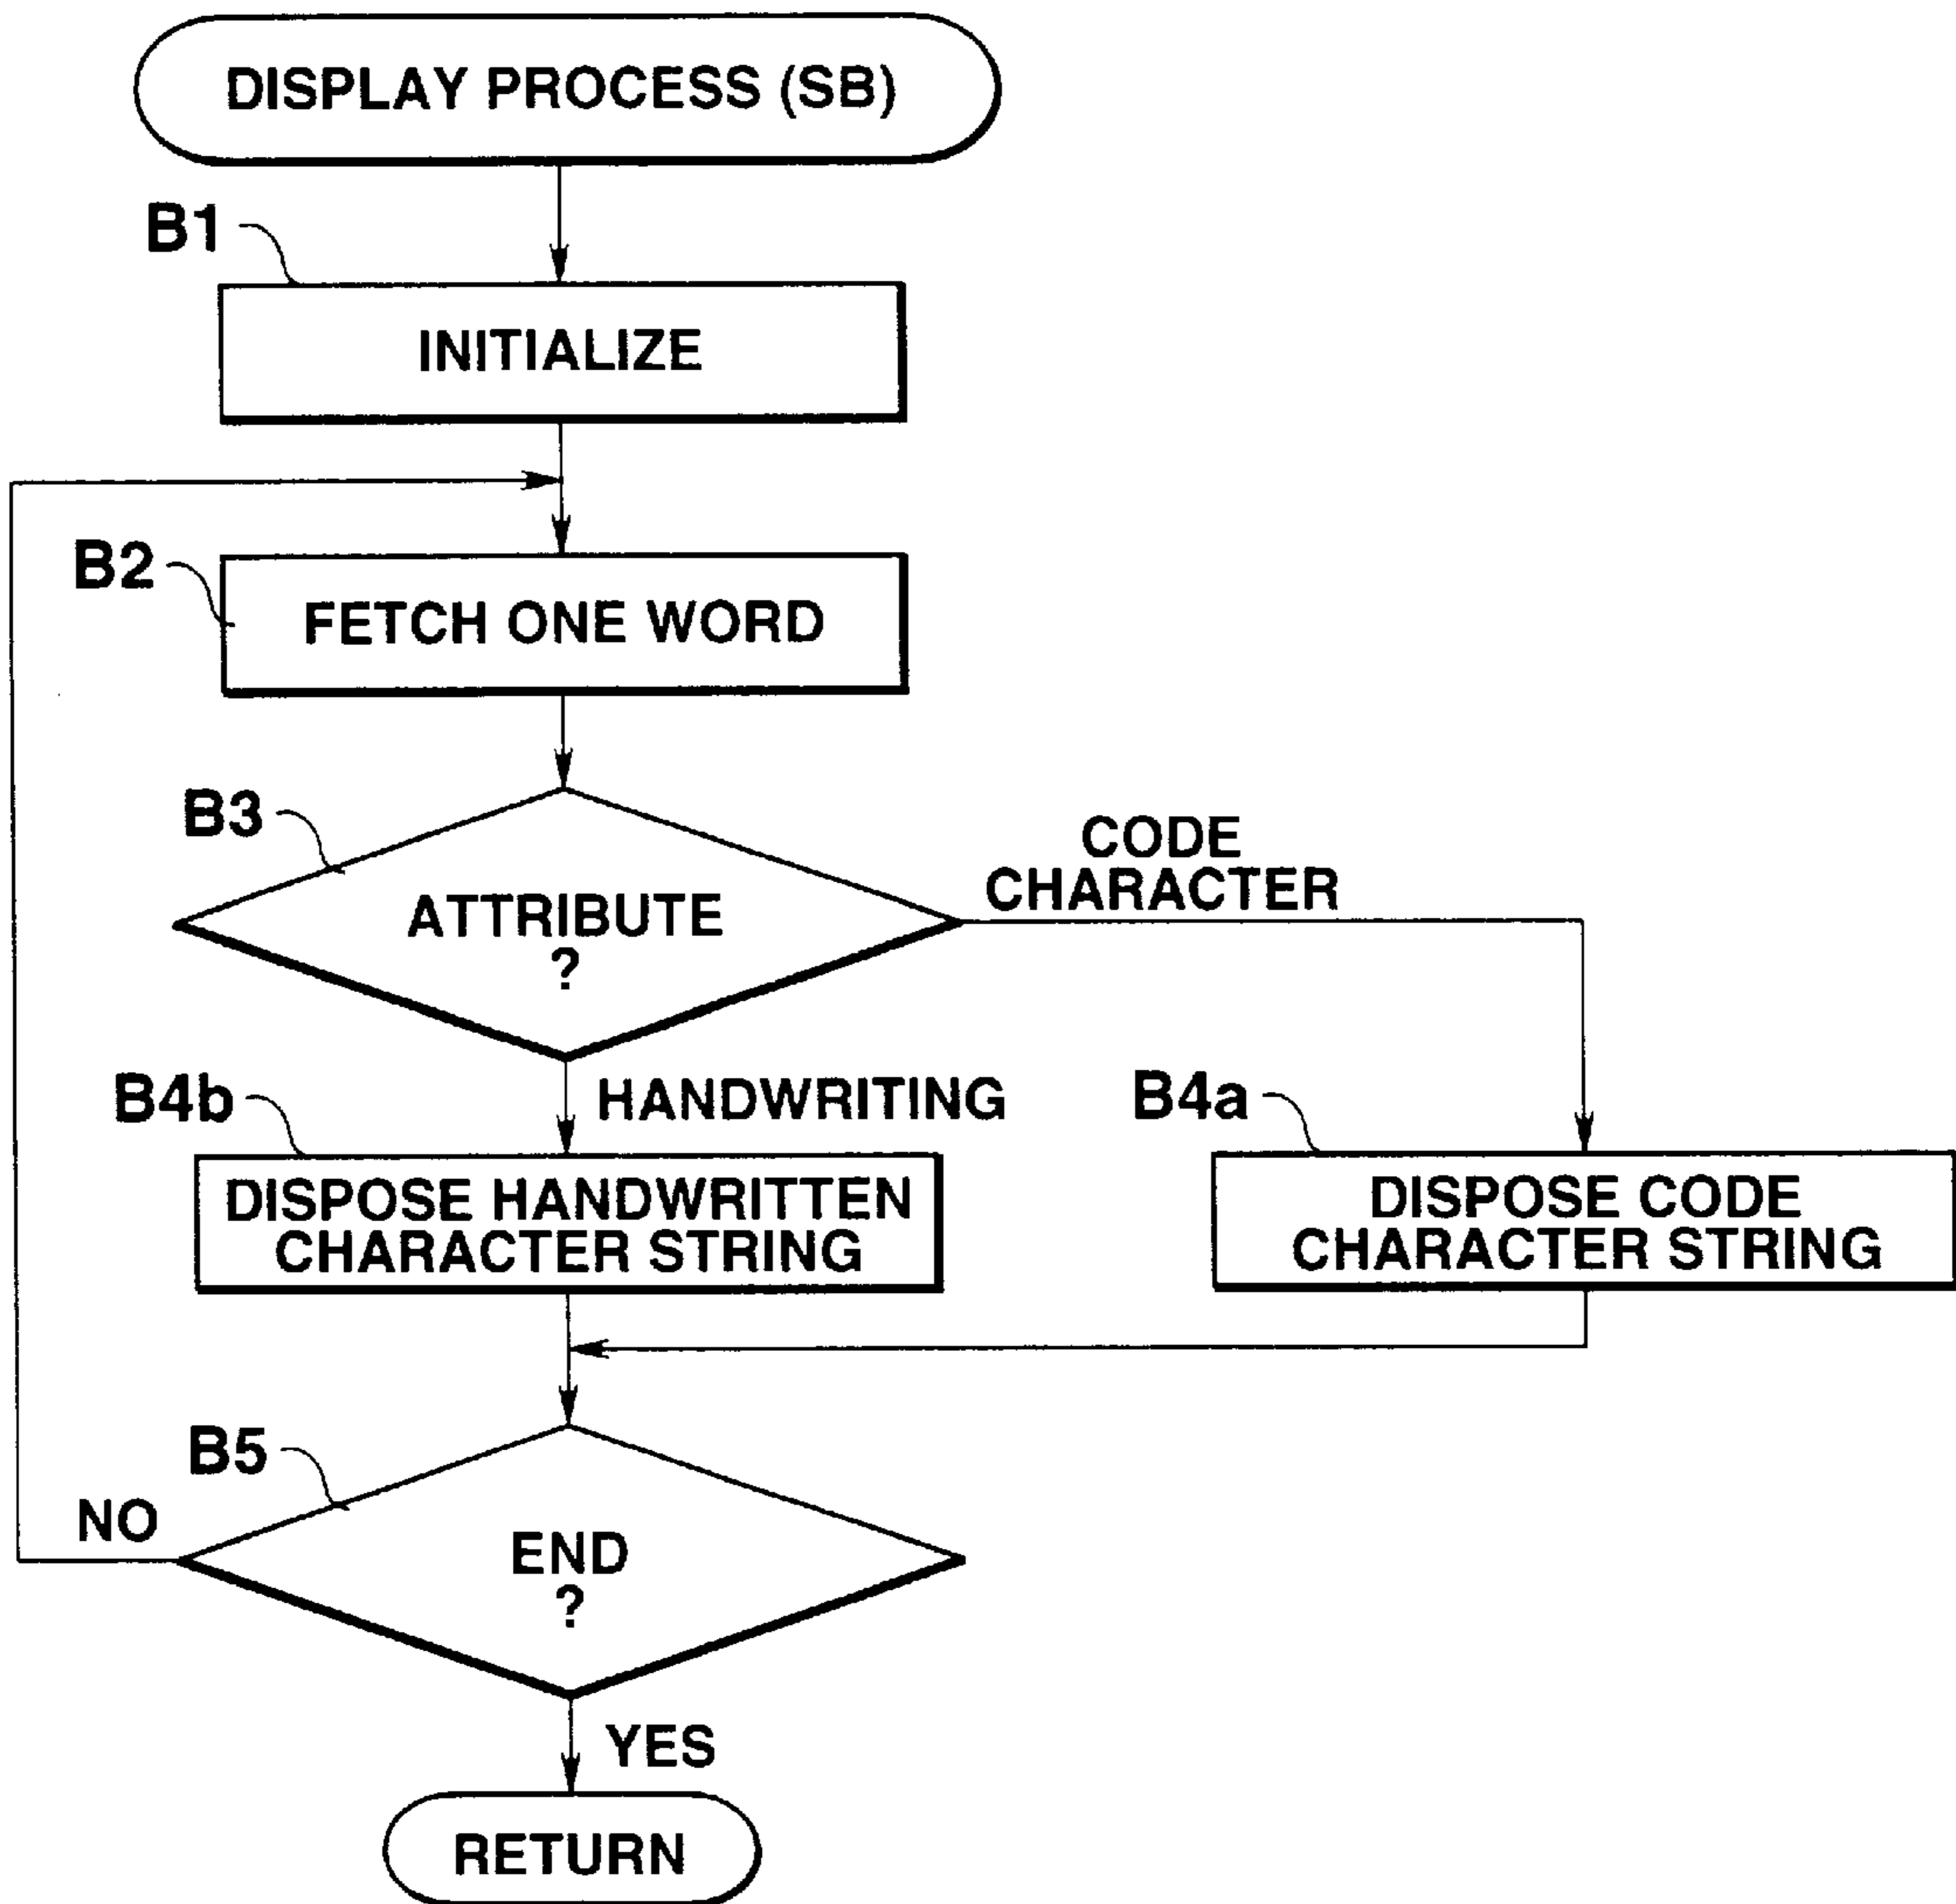 DISPLAY PROCESS (SB)
B1
INITIALIZE
B2
FETCH ONE WORD
B3
ATTRIBUTE
?
CODE
CHARACTER
B4b
HANDWRITING
B4a
DISPOSE HANDWRITTEN
CHARACTER STRING
DISPOSE CODE
CHARACTER STRING
B5
NO
END
?
YES
RETURN